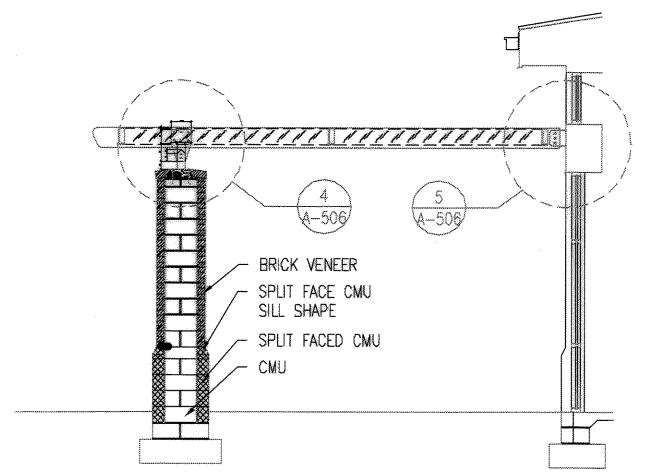 4
A-506
5
A-506
BRICK VENEER
SPLIT FACE CMU
SILL SHAPE
SPLIT FACED CMU
CMU